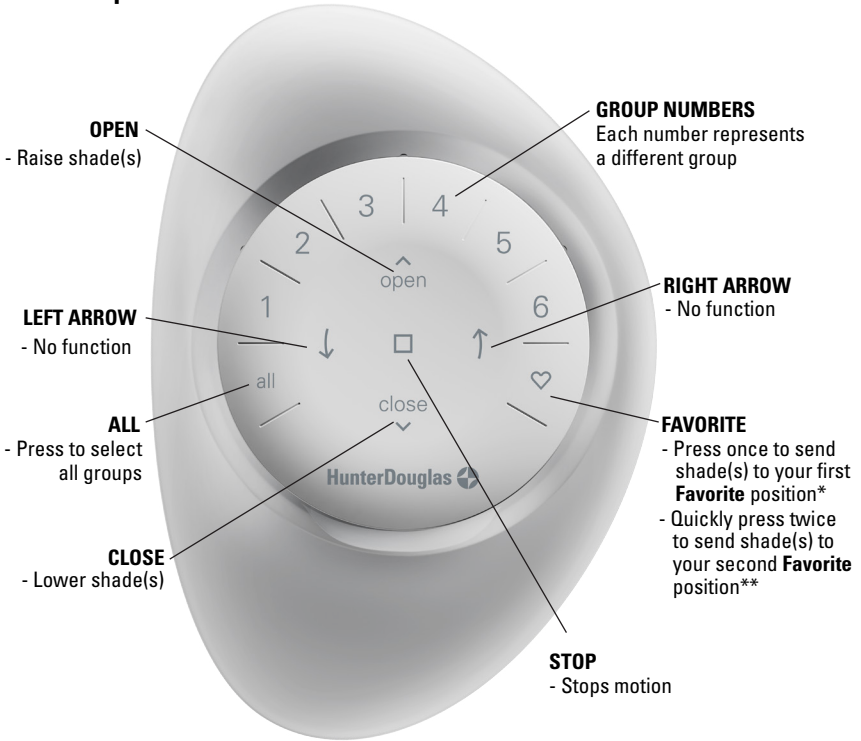 OPEN
- Raise shade(s)
GROUP NUMBERS
Each number represents
a different group
1
2
3
4
5
6
open
all
close
HunterDouglas
LEFT ARROW
- No function
RIGHT ARROW
- No function
ALL
- Press to select
all groups
FAVORITE
- Press once to send
shade(s) to your first
Favorite position*
- Quickly press twice
to send shade(s) to
your second Favorite
position**
CLOSE
- Lower shade(s)
STOP
- Stops motion